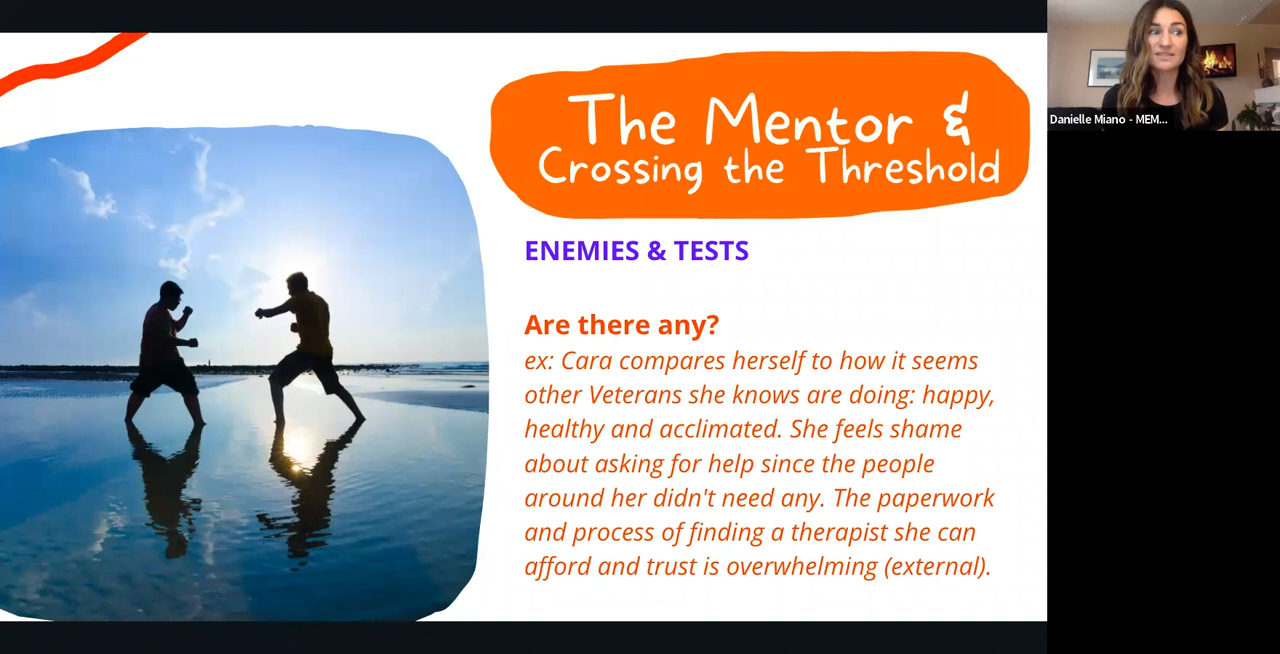 The Mentor &
Crossing the Threshold
ENEMIES & TESTS
Are there any?
ex: Cara compares herself to how it seems
other Veterans she knows are doing: happy,
healthy and acclimated. She feels shame
about asking for help since the people
around her didn't need any. The paperwork
and process of finding a therapist she can
afford and trust is overwhelming (external).
Danielle Miano - MEM...